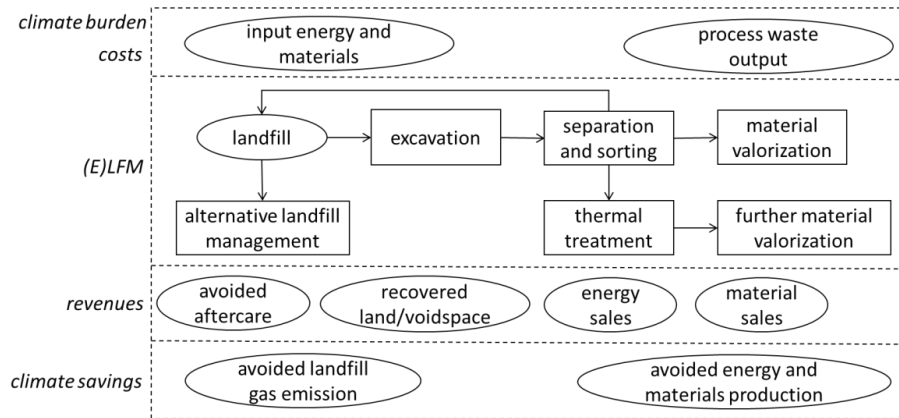 climate burden
costs
input energy and
materials
process waste
output
(E)LFM
landfill
excavation
separation
and sorting
material
valorization
alternative landfill
management
thermal
treatment
further material
valorization
revenues
avoided
aftercare
recovered
land/voidspace
energy
sales
material
sales
climate savings
avoided landfill
gas emission
avoided energy and
materials production